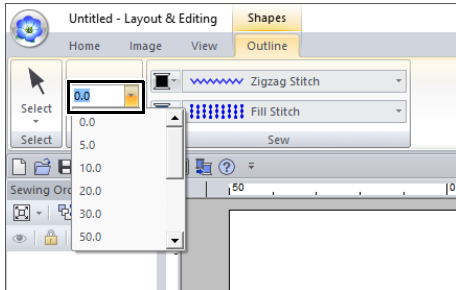 Untitled - Layout & Editing
Shapes
Home
Image
View
Outline
Select
0.0
Zigzag Stitch
Fill Stitch
Select
Sew
0.0
5.0
10.0
20.0
30.0
50.0
Sewing
50